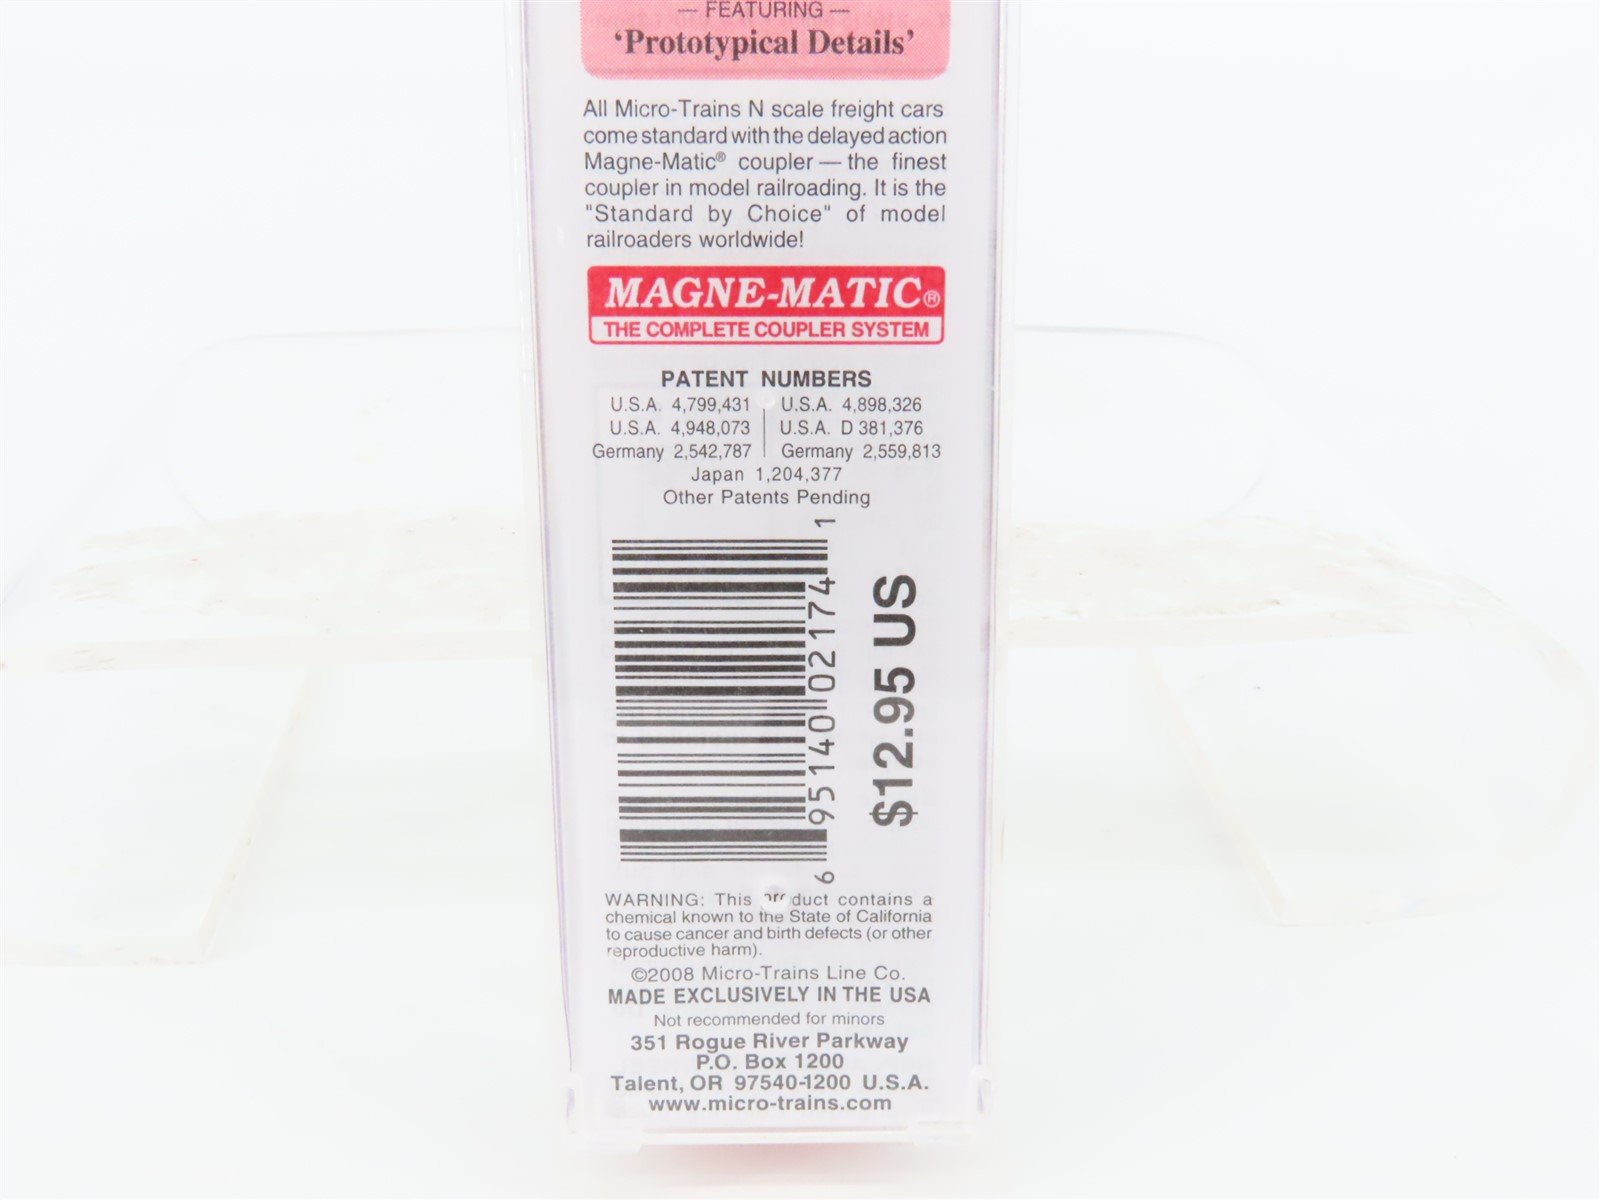 — FEATURING —
‘Prototypical Details’
All Micro-Trains N scale freight cars
come standard with the delayed action
Magne-Matic® coupler — the finest
coupler in model railroading. It is the
"Standard by Choice" of model
railroaders worldwide!
MAGNE-MATIC®
THE COMPLETE COUPLER SYSTEM
PATENT NUMBERS
U.S.A. 4,799,431 | U.S.A. 4,898,326
U.S.A. 4,948,073 | U.S.A. D 381,376
Germany 2,542,787 | Germany 2,559,813
Japan 1,204,377
Other Patents Pending
6 95140 02174 1
$12.95 US
WARNING: This product contains a
chemical known to the State of California
to cause cancer and birth defects (or other
reproductive harm).
©2008 Micro-Trains Line Co.
MADE EXCLUSIVELY IN THE USA
Not recommended for minors
351 Rogue River Parkway
P.O. Box 1200
Talent, OR 97540-1200 U.S.A.
www.micro-trains.com